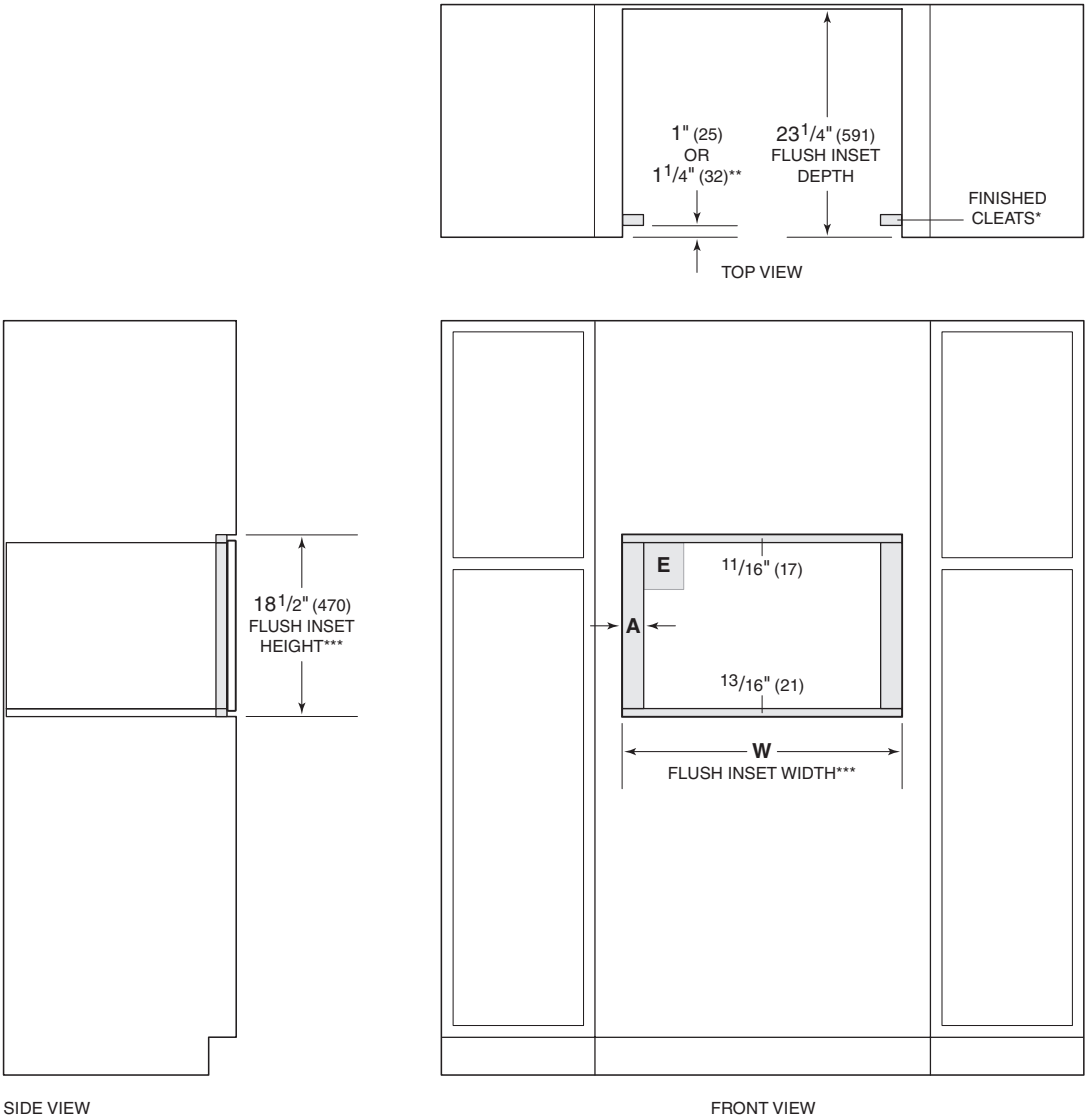 1" (25)
OR
1 1/4" (32)**
23 1/4" (591)
FLUSH INSET
DEPTH
FINISHED
CLEATS*
TOP VIEW
18 1/2" (470)
FLUSH INSET
HEIGHT***
E
11/16" (17)
A
13/16" (21)
W
FLUSH INSET WIDTH***
SIDE VIEW
FRONT VIEW